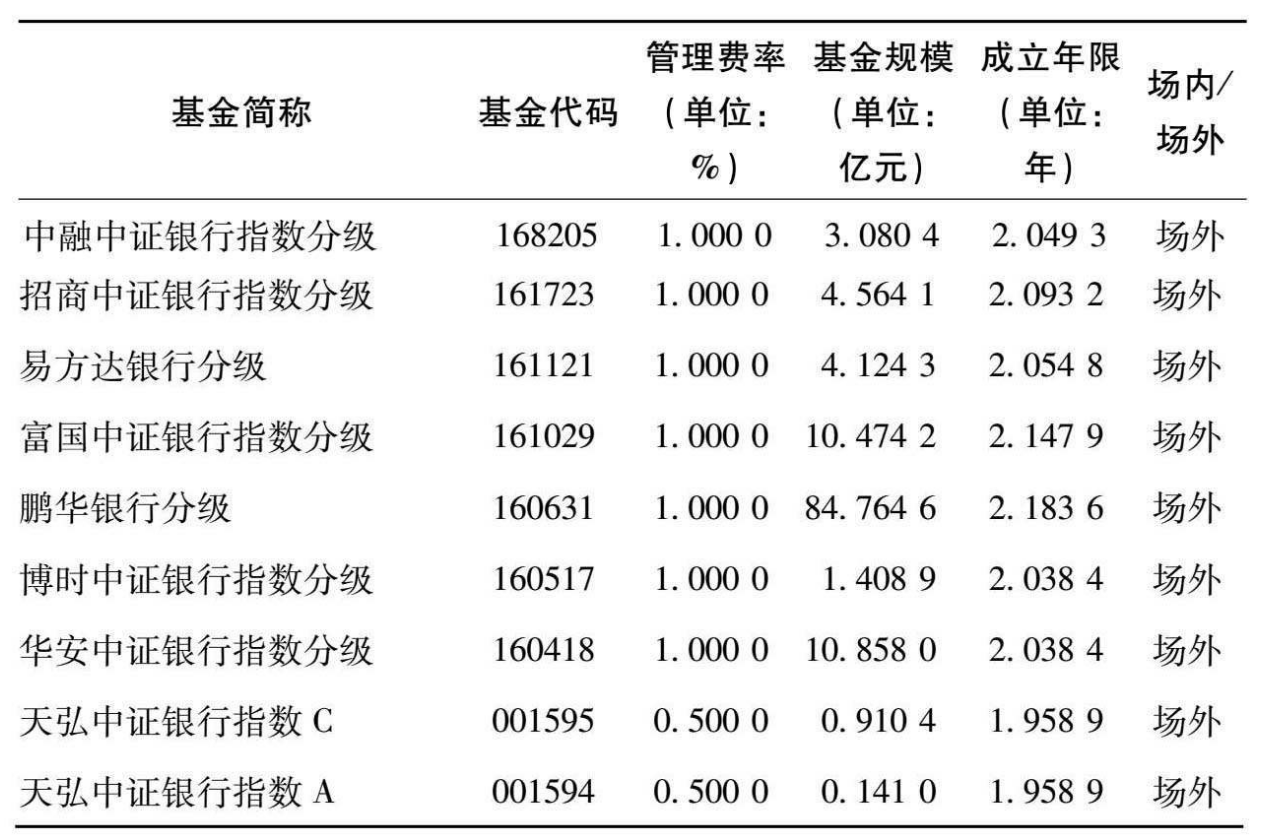 基金简称 基金代码 管理费率（单位：%） 基金规模（单位：亿元） 成立年限（单位：年） 场内/场外
中融中证银行指数分级 168205 1.000 0 3.080 4 2.049 3 场外
招商中证银行指数分级 161723 1.000 0 4.564 1 2.093 2 场外
易方达银行分级 161121 1.000 0 4.124 3 2.054 8 场外
富国中证银行指数分级 161029 1.000 0 10.474 2 2.147 9 场外
鹏华银行分级 160631 1.000 0 84.764 6 2.183 6 场外
博时中证银行指数分级 160517 1.000 0 1.408 9 2.038 4 场外
华安中证银行指数分级 160418 1.000 0 10.858 0 2.038 4 场外
天弘中证银行指数 C 001595 0.500 0 0.910 4 1.958 9 场外
天弘中证银行指数 A 001594 0.500 0 0.141 0 1.958 9 场外